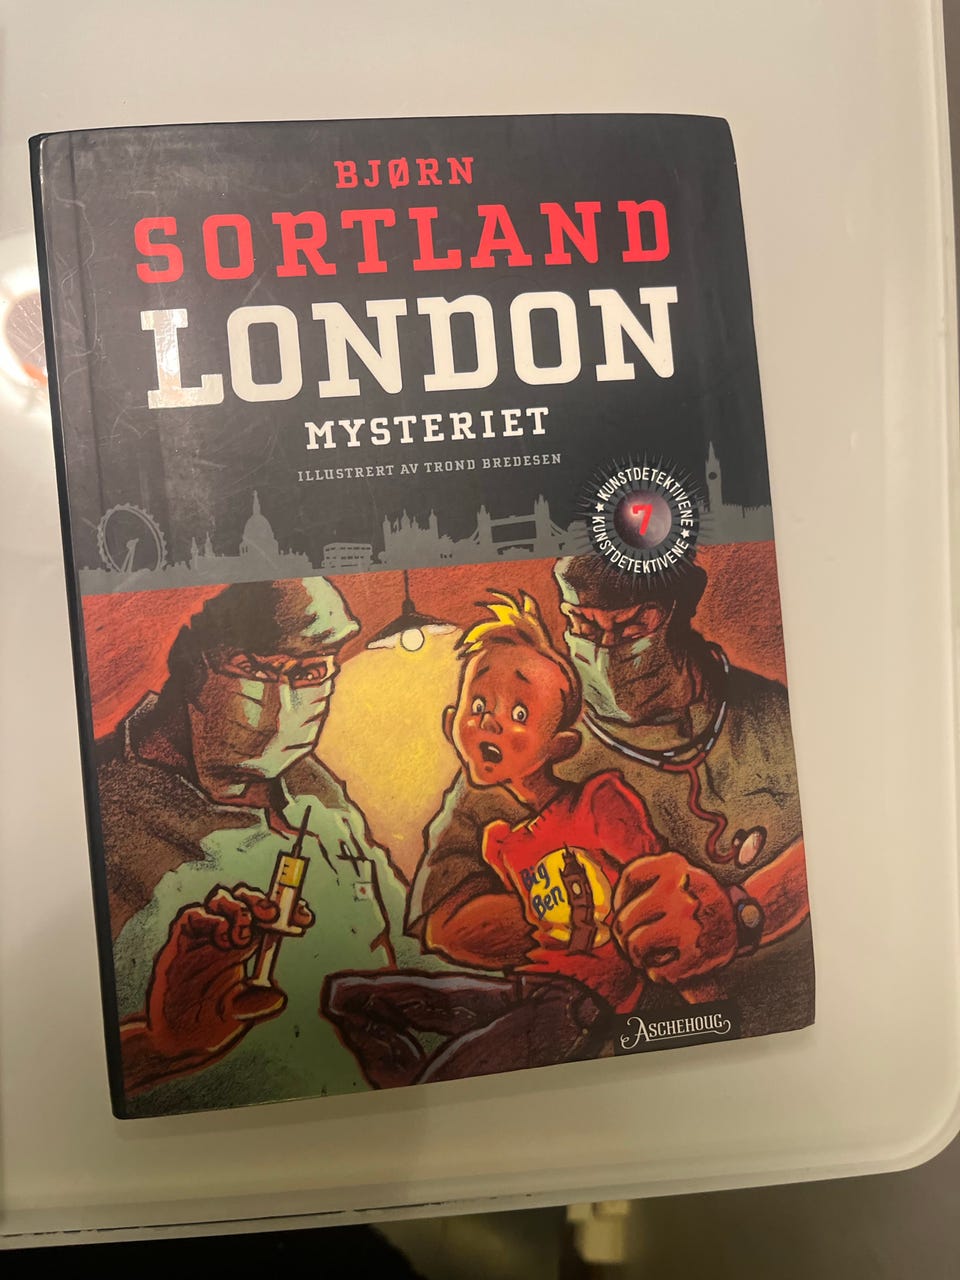 BJØRN
SORTLAND
LONDON
MYSTERIET
ILLUSTRERT AV TROND BREDESEN
KUNSTDETEKTIVENE ★ KUNSTDETEKTIVENE ★
7
Big
Ben
ASCHEHOUG